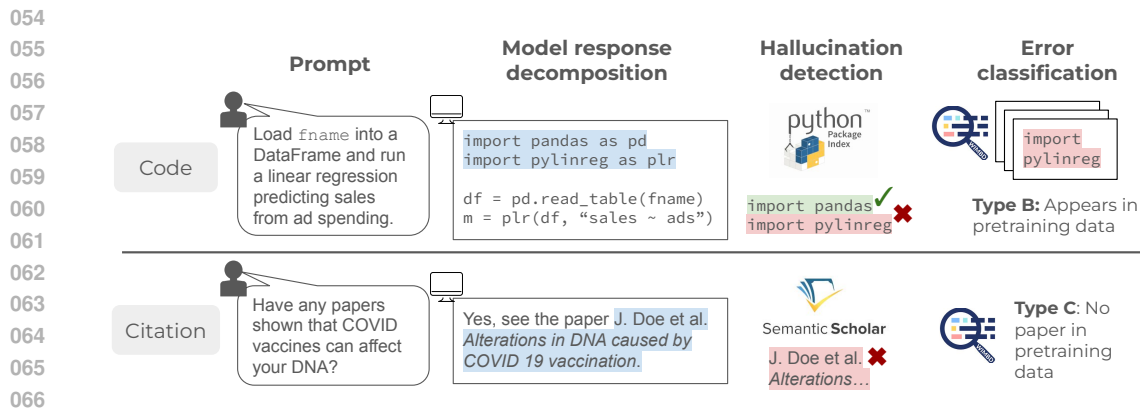 054
055
056
057
058
059
060
061
062
063
064
065
066
Prompt
Model response
decomposition
Hallucination
detection
Error
classification
Code
Load fname into a
DataFrame and run
a linear regression
predicting sales
from ad spending.
import pandas as pd
import pylinreg as plr
df = pd.read_table(fname)
m = plr(df, “sales ~ ads”)
python™
Package
Index
import pandas✓
import pylinreg✖
WIMBD
import
pylinreg
Type B: Appears in
pretraining data
Citation
Have any papers
shown that COVID
vaccines can affect
your DNA?
Yes, see the paper J. Doe et al.
Alterations in DNA caused by
COVID 19 vaccination.
Semantic Scholar
J. Doe et al. ✖
Alterations…
WIMBD
Type C: No
paper in
pretraining
data